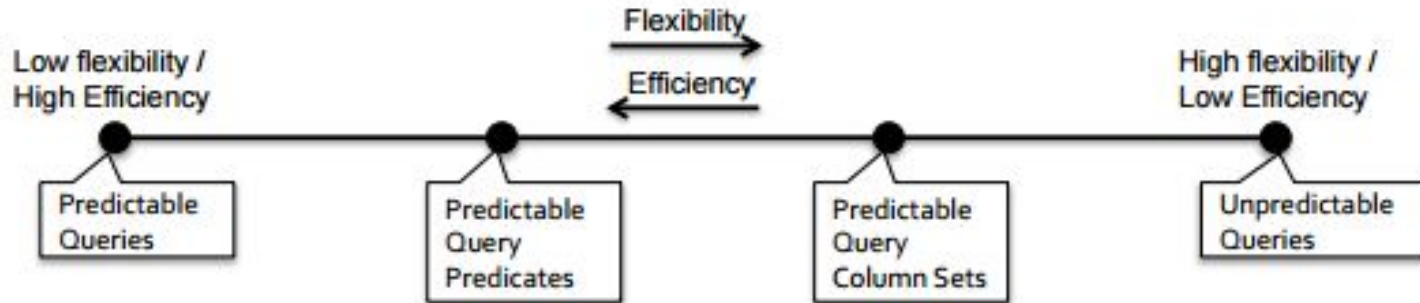 Flexibility
Low flexibility /
High Efficiency
Efficiency
High flexibility /
Low Efficiency
Predictable
Queries
Predictable
Query
Predicates
Predictable
Query
Column Sets
Unpredictable
Queries